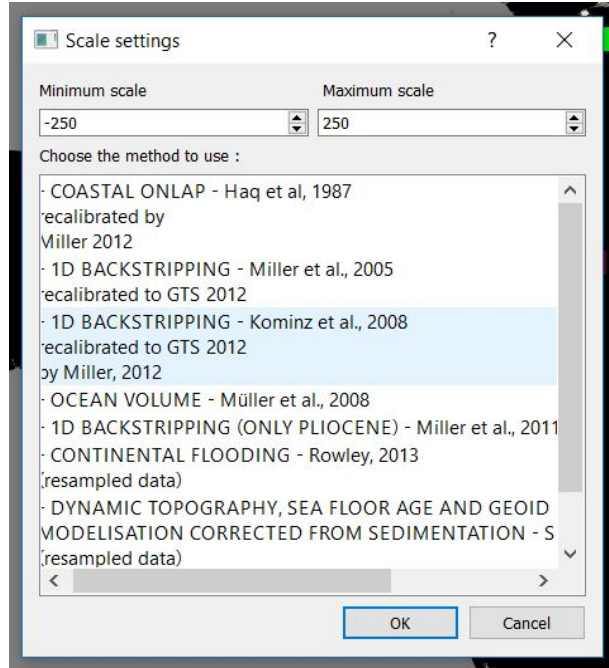 Scale settings
Minimum scale
Maximum scale
-250
250
Choose the method to use :
- COASTAL ONLAP - Haq et al, 1987
recalibrated by
Miller 2012
- 1D BACKSTRIPPING - Miller et al., 2005
recalibrated to GTS 2012
- 1D BACKSTRIPPING - Kominz et al., 2008
recalibrated to GTS 2012
by Miller, 2012
- OCEAN VOLUME - Müller et al., 2008
- 1D BACKSTRIPPING (ONLY PLIOCENE) - Miller et al., 2011
- CONTINENTAL FLOODING - Rowley, 2013
(resampled data)
- DYNAMIC TOPOGRAPHY, SEA FLOOR AGE AND GEOID
MODELISATION CORRECTED FROM SEDIMENTATION - S
(resampled data)
OK
Cancel